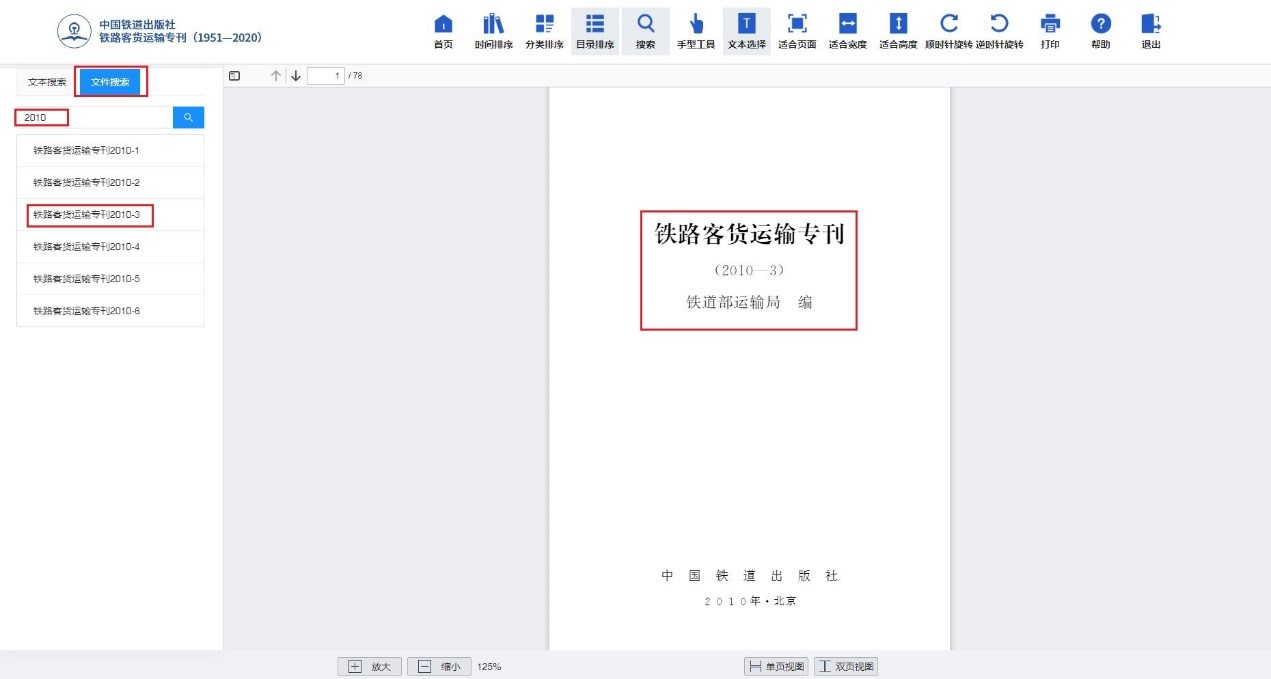 中国铁道出版社
铁路客货运输专刊（1951—2020）
首页 时间排序 分类排序 目录排序 搜索 手型工具 文本选择 适合页面 适合宽度 适合高度 顺时针旋转 逆时针旋转 打印 帮助 退出
文本搜索 文件搜索
1 / 78
2010
铁路客货运输专刊2010-1
铁路客货运输专刊2010-2
铁路客货运输专刊2010-3
铁路客货运输专刊2010-4
铁路客货运输专刊2010-5
铁路客货运输专刊2010-6
铁路客货运输专刊
（2010—3）
铁道部运输局 编
中国铁道出版社
2010年·北京
放大 缩小 125% 单页视图 双页视图